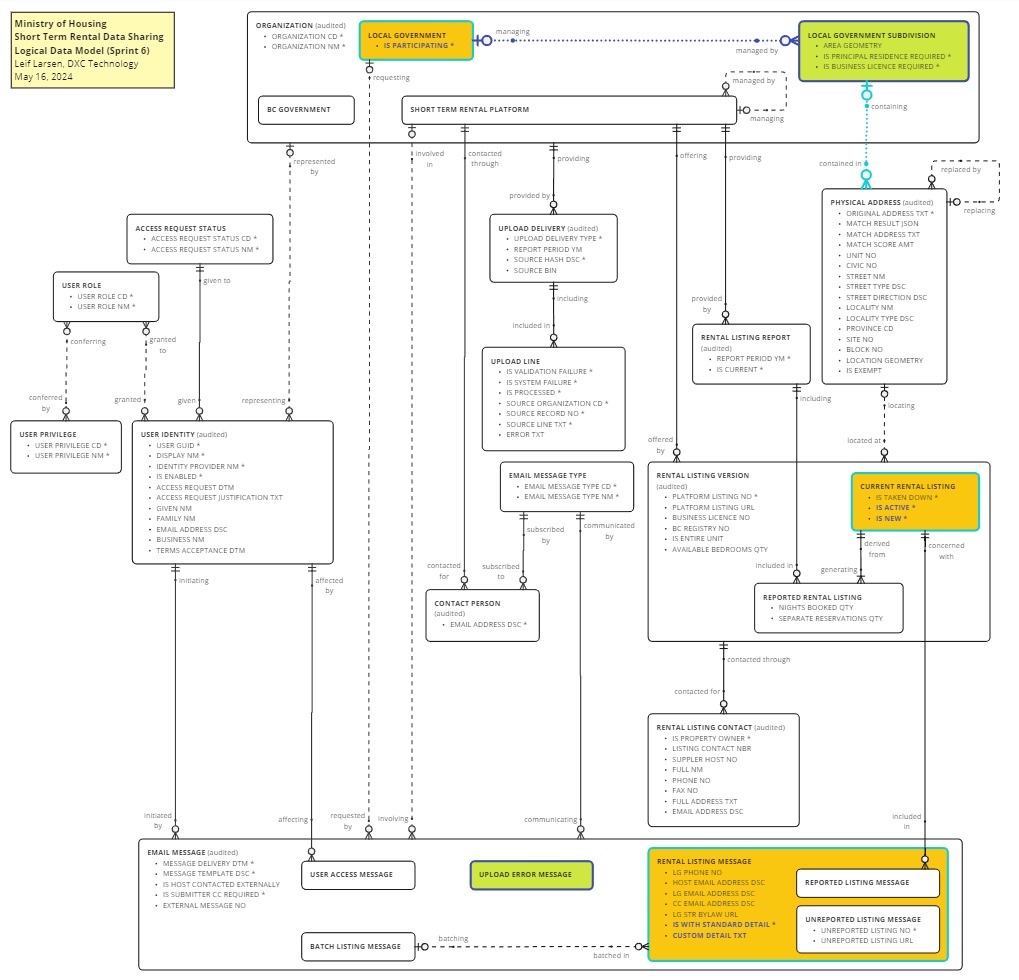 Ministry of Housing
Short Term Rental Data Sharing
Logical Data Model (Sprint 6)
Leif Larsen, DXC Technology
May 16, 2024
ORGANIZATION (audited)
• ORGANIZATION CD *
• ORGANIZATION NM *
LOCAL GOVERNMENT
• IS PARTICIPATING *
managing
managed by
LOCAL GOVERNMENT SUBDIVISION
• AREA GEOMETRY
• IS PRINCIPAL RESIDENCE REQUIRED *
• IS BUSINESS LICENCE REQUIRED *
requesting
BC GOVERNMENT
SHORT TERM RENTAL PLATFORM
managed by
managing
containing
represented
by
involved
in
contacted
through
providing
offering
providing
contained in
replaced by
replacing
provided by
PHYSICAL ADDRESS (audited)
• ORIGINAL ADDRESS TXT *
• MATCH RESULT JSON
• MATCH ADDRESS TXT
• MATCH SCORE AMT
• UNIT NO
• CIVIC NO
• STREET NM
• STREET TYPE DSC
• STREET DIRECTION DSC
• LOCALITY NM
• LOCALITY TYPE DSC
• PROVINCE CD
• SITE NO
• BLOCK NO
• LOCATION GEOMETRY
• IS EXEMPT
ACCESS REQUEST STATUS
• ACCESS REQUEST STATUS CD *
• ACCESS REQUEST STATUS NM *
given to
UPLOAD DELIVERY (audited)
• UPLOAD DELIVERY TYPE *
• REPORT PERIOD YM
• SOURCE HASH DSC *
• SOURCE BIN
including
included in
USER ROLE
• USER ROLE CD *
• USER ROLE NM *
conferring
granted
to
provided
by
RENTAL LISTING REPORT
(audited)
• REPORT PERIOD YM *
• IS CURRENT *
including
UPLOAD LINE
• IS VALIDATION FAILURE *
• IS SYSTEM FAILURE *
• IS PROCESSED *
• SOURCE ORGANIZATION CD *
• SOURCE RECORD NO *
• SOURCE LINE TXT *
• ERROR TXT
conferred
by
granted
given
representing
locating
located at
offered
by
USER PRIVILEGE
• USER PRIVILEGE CD *
• USER PRIVILEGE NM *
USER IDENTITY (audited)
• USER GUID *
• DISPLAY NM *
• IDENTITY PROVIDER NM *
• IS ENABLED *
• ACCESS REQUEST DTM
• ACCESS REQUEST JUSTIFICATION TXT
• GIVEN NM
• FAMILY NM
• EMAIL ADDRESS DSC
• BUSINESS NM
• TERMS ACCEPTANCE DTM
EMAIL MESSAGE TYPE
• EMAIL MESSAGE TYPE CD *
• EMAIL MESSAGE TYPE NM *
subscribed
by
communicated
by
RENTAL LISTING VERSION
(audited)
• PLATFORM LISTING NO *
• PLATFORM LISTING URL
• BUSINESS LICENCE NO
• BC REGISTRY NO
• IS ENTIRE UNIT
• AVAILABLE BEDROOMS QTY
CURRENT RENTAL LISTING
• IS TAKEN DOWN *
• IS ACTIVE *
• IS NEW *
derived
from
concerned
with
included in
generating
REPORTED RENTAL LISTING
• NIGHTS BOOKED QTY
• SEPARATE RESERVATIONS QTY
initiating
affected
by
contacted
for
subscribed
to
CONTACT PERSON
(audited)
• EMAIL ADDRESS DSC *
contacted through
contacted for
RENTAL LISTING CONTACT (audited)
• IS PROPERTY OWNER *
• LISTING CONTACT NBR
• SUPPLER HOST NO
• FULL NM
• PHONE NO
• FAX NO
• FULL ADDRESS TXT
• EMAIL ADDRESS DSC
initiated
by
affecting
requested
by
involving
communicating
included
in
EMAIL MESSAGE (audited)
• MESSAGE DELIVERY DTM *
• MESSAGE TEMPLATE DSC *
• IS HOST CONTACTED EXTERNALLY
• IS SUBMITTER CC REQUIRED *
• EXTERNAL MESSAGE NO
USER ACCESS MESSAGE
UPLOAD ERROR MESSAGE
RENTAL LISTING MESSAGE
• LG PHONE NO
• HOST EMAIL ADDRESS DSC
• LG EMAIL ADDRESS DSC
• CC EMAIL ADDRESS DSC
• LG STR BYLAW URL
• IS WITH STANDARD DETAIL *
• CUSTOM DETAIL TXT
REPORTED LISTING MESSAGE
UNREPORTED LISTING MESSAGE
• UNREPORTED LISTING NO *
• UNREPORTED LISTING URL
BATCH LISTING MESSAGE
batching
batched in